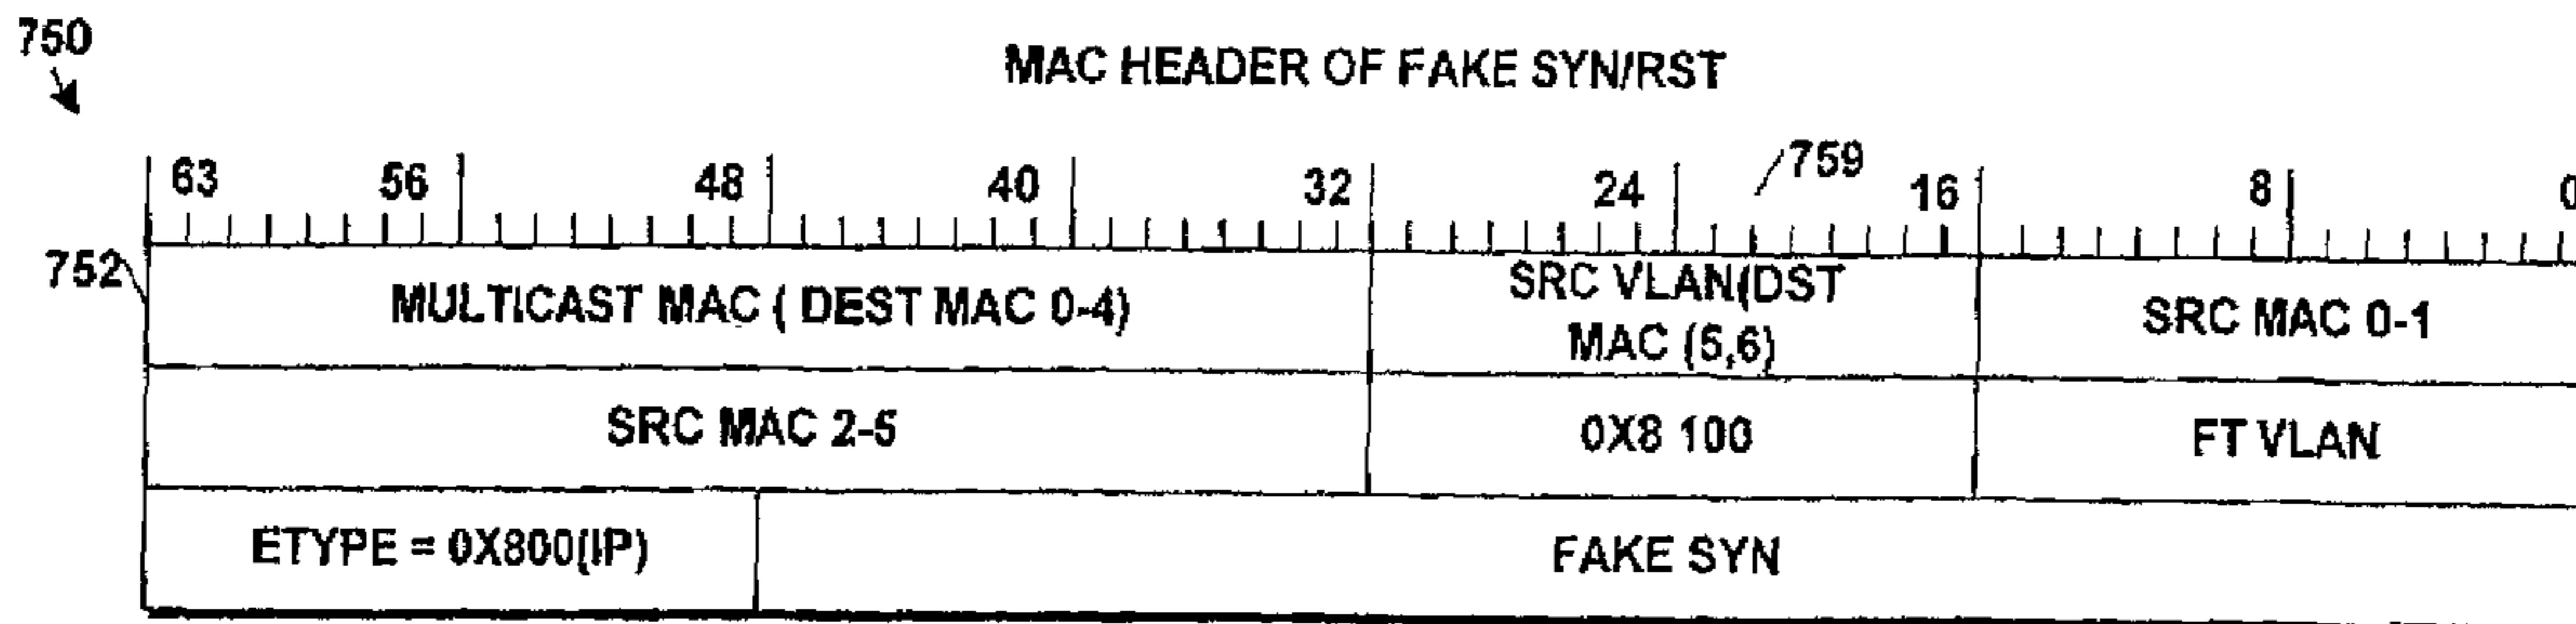 750
MAC HEADER OF FAKE SYN/RST
63 56 48 40 32 24 759 16 8 0
752
MULTICAST MAC ( DEST MAC 0-4)
SRC VLAN(DST
MAC (5,6)
SRC MAC 0-1
SRC MAC 2-5
0X8 100
FT VLAN
ETYPE = 0X800(IP)
FAKE SYN